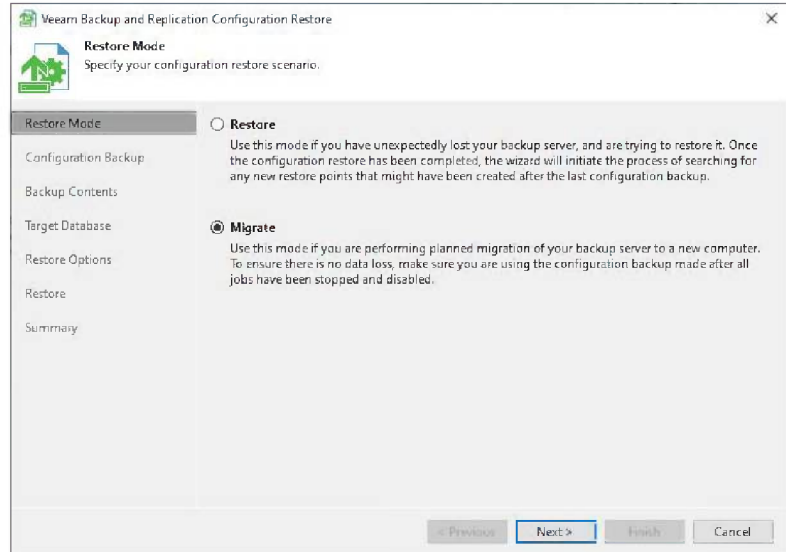 Veeam Backup and Replication Configuration Restore
Restore Mode
Specify your configuration restore scenario.
Restore Mode
Configuration Backup
Backup Contents
Target Database
Restore Options
Restore
Summary
Restore
Use this mode if you have unexpectedly lost your backup server, and are trying to restore it. Once
the configuration restore has been completed, the wizard will initiate the process of searching for
any new restore points that might have been created after the last configuration backup.
Migrate
Use this mode if you are performing planned migration of your backup server to a new computer.
To ensure there is no data loss, make sure you are using the configuration backup made after all
jobs have been stopped and disabled.
< Previous
Next >
Finish
Cancel